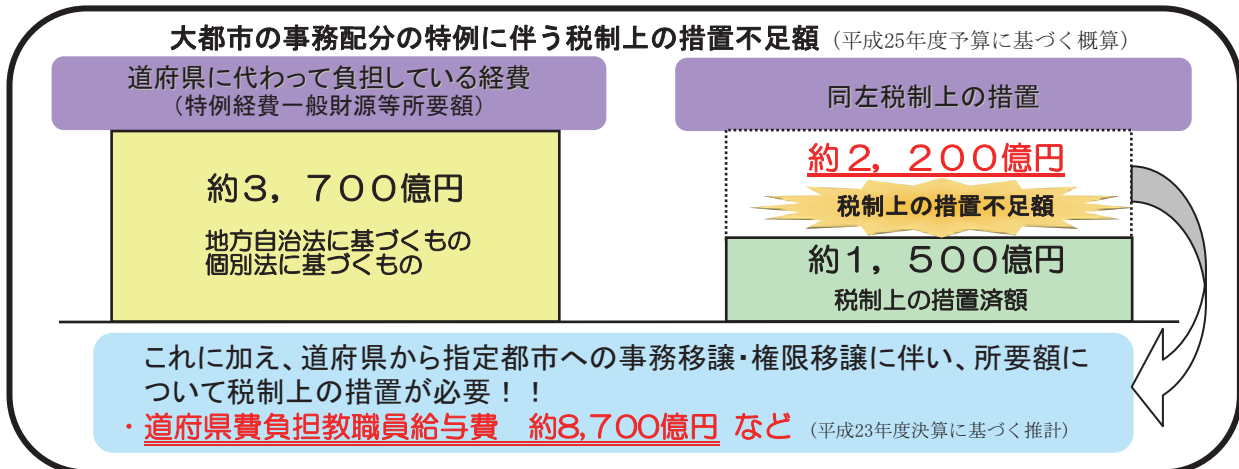 大都市の事務配分の特例に伴う税制上の措置不足額（平成25年度予算に基づく概算）
道府県に代わって負担している経費
（特例経費一般財源等所要額）
約３，７００億円
地方自治法に基づくもの
個別法に基づくもの
同左税制上の措置
約２，２００億円
税制上の措置不足額
約１，５００億円
税制上の措置済額
これに加え、道府県から指定都市への事務移譲・権限移譲に伴い、所要額に
ついて税制上の措置が必要！！
・道府県費負担教職員給与費　約8,700億円 など（平成23年度決算に基づく推計）